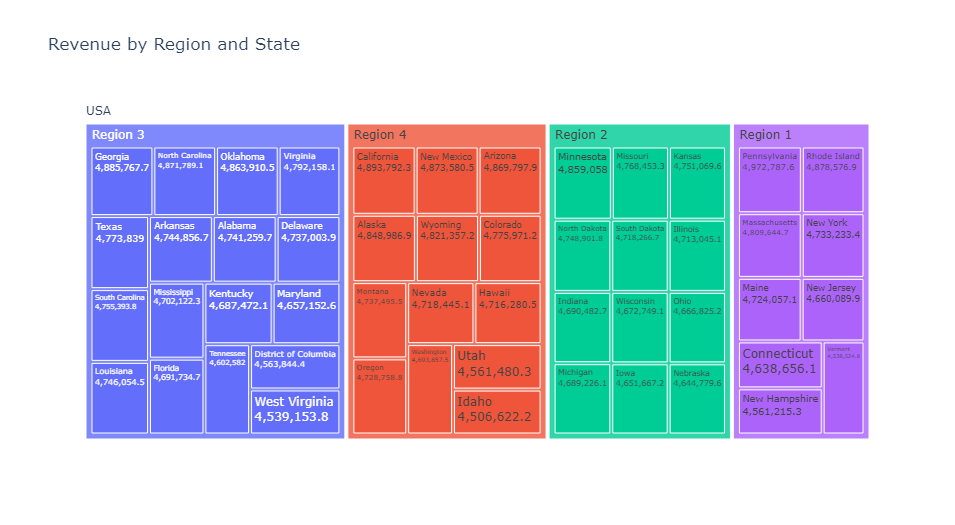 Revenue by Region and State
USA
Region 3
Georgia
4,885,767.7
North Carolina
4,871,789.1
Oklahoma
4,863,910.5
Virginia
4,792,158.1
Texas
4,773,839
Arkansas
4,744,856.7
Alabama
4,741,259.7
Delaware
4,737,003.9
South Carolina
4,755,393.8
Mississippi
4,702,122.3
Kentucky
4,687,472.1
Maryland
4,657,152.6
Louisiana
4,746,054.5
Florida
4,691,734.7
Tennessee
4,602,582
District of Columbia
4,563,844.4
West Virginia
4,539,153.8
Region 4
California
4,893,792.3
New Mexico
4,873,580.5
Arizona
4,869,797.9
Alaska
4,848,986.9
Wyoming
4,821,357.2
Colorado
4,775,971.2
Montana
4,737,495.5
Nevada
4,718,445.1
Hawaii
4,716,280.5
Oregon
4,728,758.8
Washington
4,693,857.5
Utah
4,561,480.3
Idaho
4,506,622.2
Region 2
Minnesota
4,859,058
Missouri
4,768,453.3
Kansas
4,751,069.6
North Dakota
4,748,901.8
South Dakota
4,718,266.7
Illinois
4,713,045.1
Indiana
4,690,482.7
Wisconsin
4,672,749.1
Ohio
4,666,825.2
Michigan
4,689,226.1
Iowa
4,651,667.2
Nebraska
4,644,779.6
Region 1
Pennsylvania
4,972,787.6
Rhode Island
4,878,576.9
Massachusetts
4,809,644.7
New York
4,733,233.4
Maine
4,724,057.1
New Jersey
4,660,089.9
Connecticut
4,638,656.1
New Hampshire
4,561,215.3
Vermont